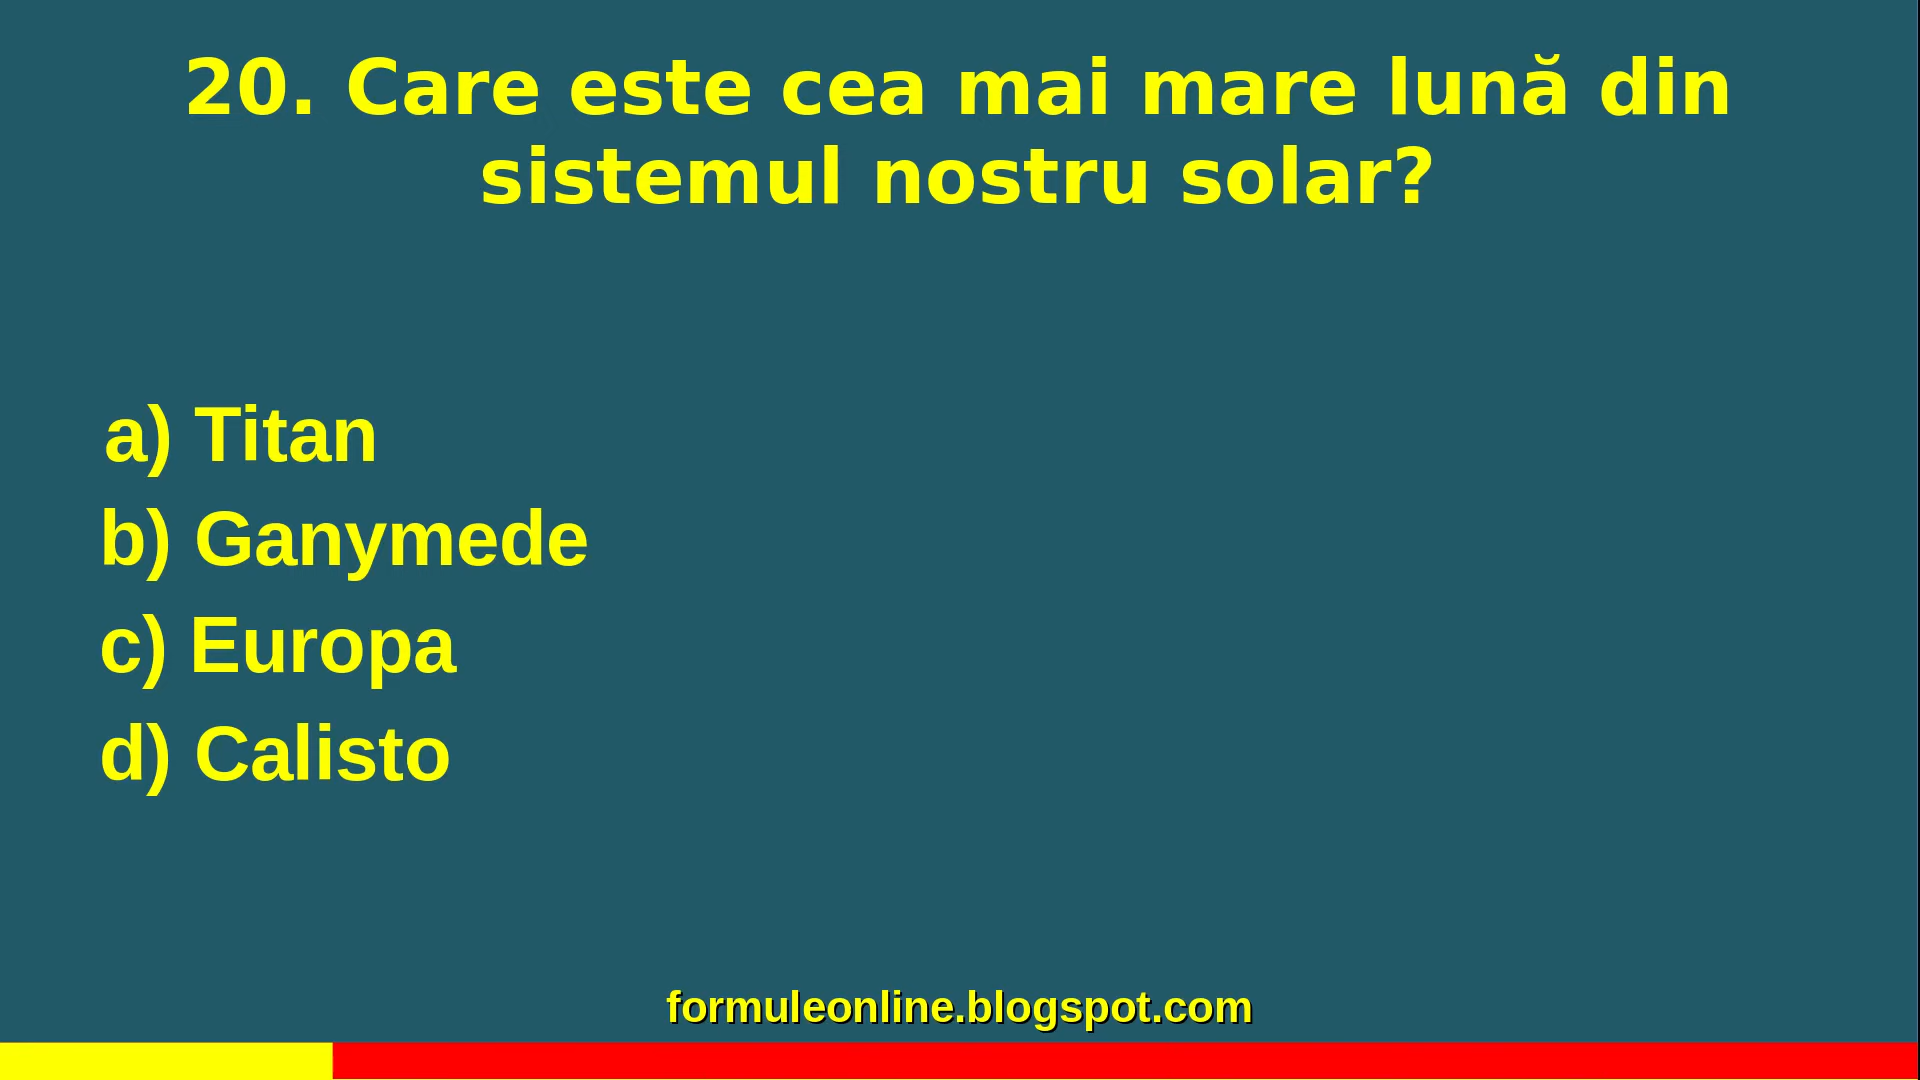 20. Care este cea mai mare lună din
sistemul nostru solar?
a) Titan
b) Ganymede
c) Europa
d) Calisto
formuleonline.blogspot.com